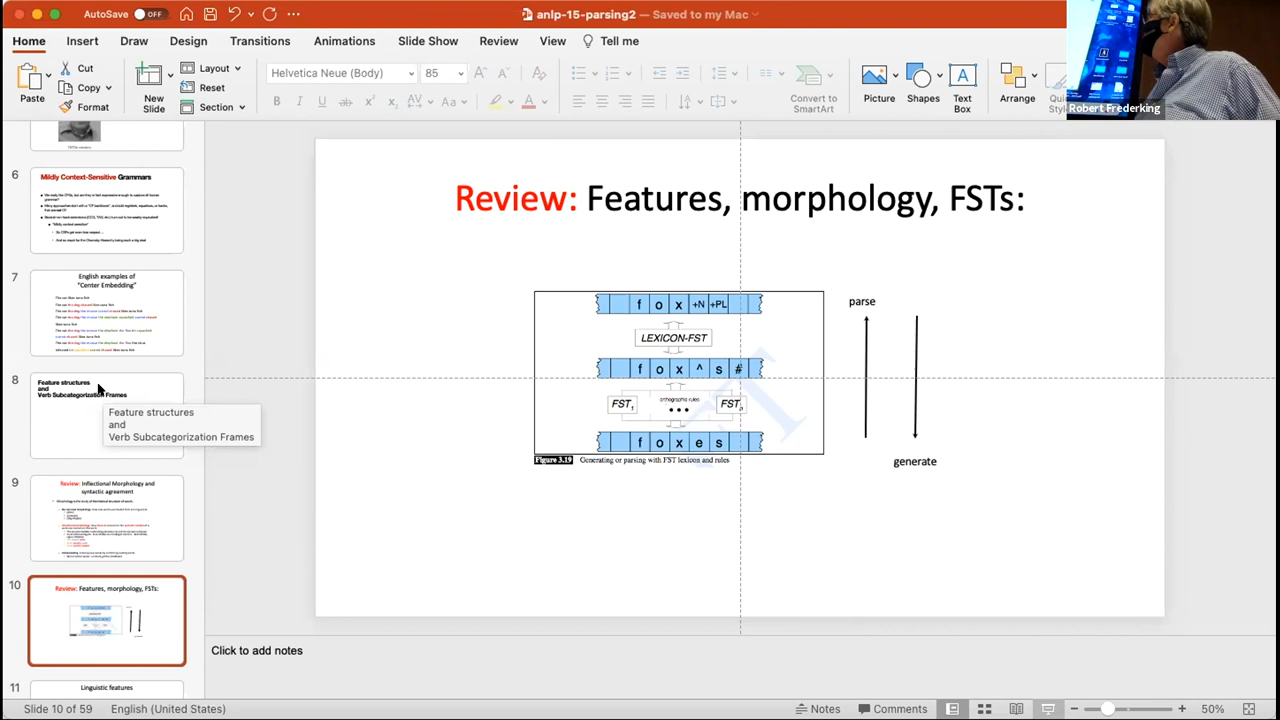 AutoSave OFF
anlp-15-parsing2 — Saved to my Mac
Home Insert Draw Design Transitions Animations Slide Show Review View Tell me
Paste
Cut
Copy
Format
New
Slide
Layout
Reset
Section
Helvetica Neue (Body) 85
Convert to
SmartArt
Picture
Shapes
Text
Box
Arrange
Robert Frederking
6
Mildly Context-Sensitive Grammars
7
English examples of
"Center Embedding"
8
Feature structures
and
Verb Subcategorization Frames
Feature structures
and
Verb Subcategorization Frames
9
Review: Inflectional Morphology and
syntactic agreement
10
Review: Features, morphology, FSTs:
11
Linguistic features
Review: Features, morphology, FSTs:
f o x +N +PL
LEXICON-FST
f o x ^ s #
FST1 orthographic rules FSTn
f o x e s
Figure 3.19 Generating or parsing with FST lexicon and rules
parse
generate
Click to add notes
Slide 10 of 59 English (United States) Notes Comments 50%